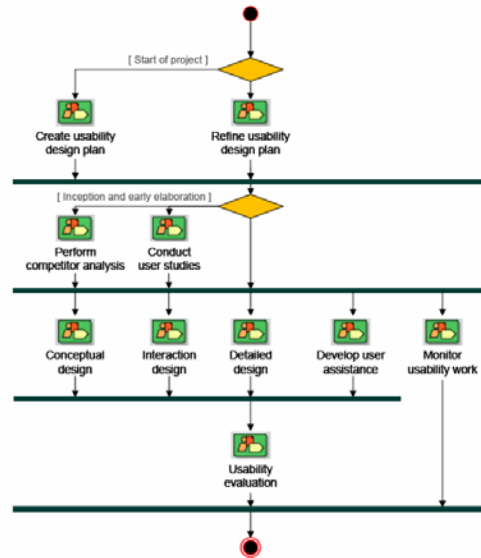 [ Start of project ]
Create usability
design plan
Refine usability
design plan
[ Inception and early elaboration ]
Perform
competitor analysis
Conduct
user studies
Conceptual
design
Interaction
design
Detailed
design
Develop user
assistance
Monitor
usability work
Usability
evaluation